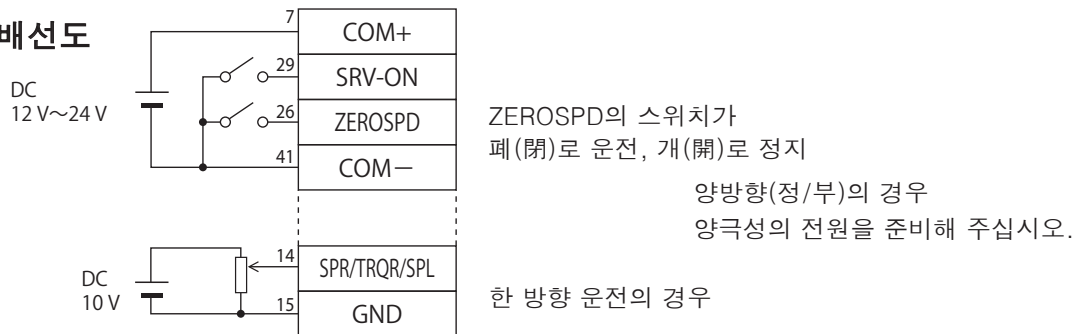 배선도
7
COM+
29
SRV-ON
DC
12 V～24 V
26
ZEROSPD
ZEROSPD의 스위치가
폐(閉)로 운전, 개(開)로 정지
41
COM－
양방향(정/부)의 경우
양극성의 전원을 준비해 주십시오.
14
SPR/TRQR/SPL
DC
10 V
15
GND
한 방향 운전의 경우